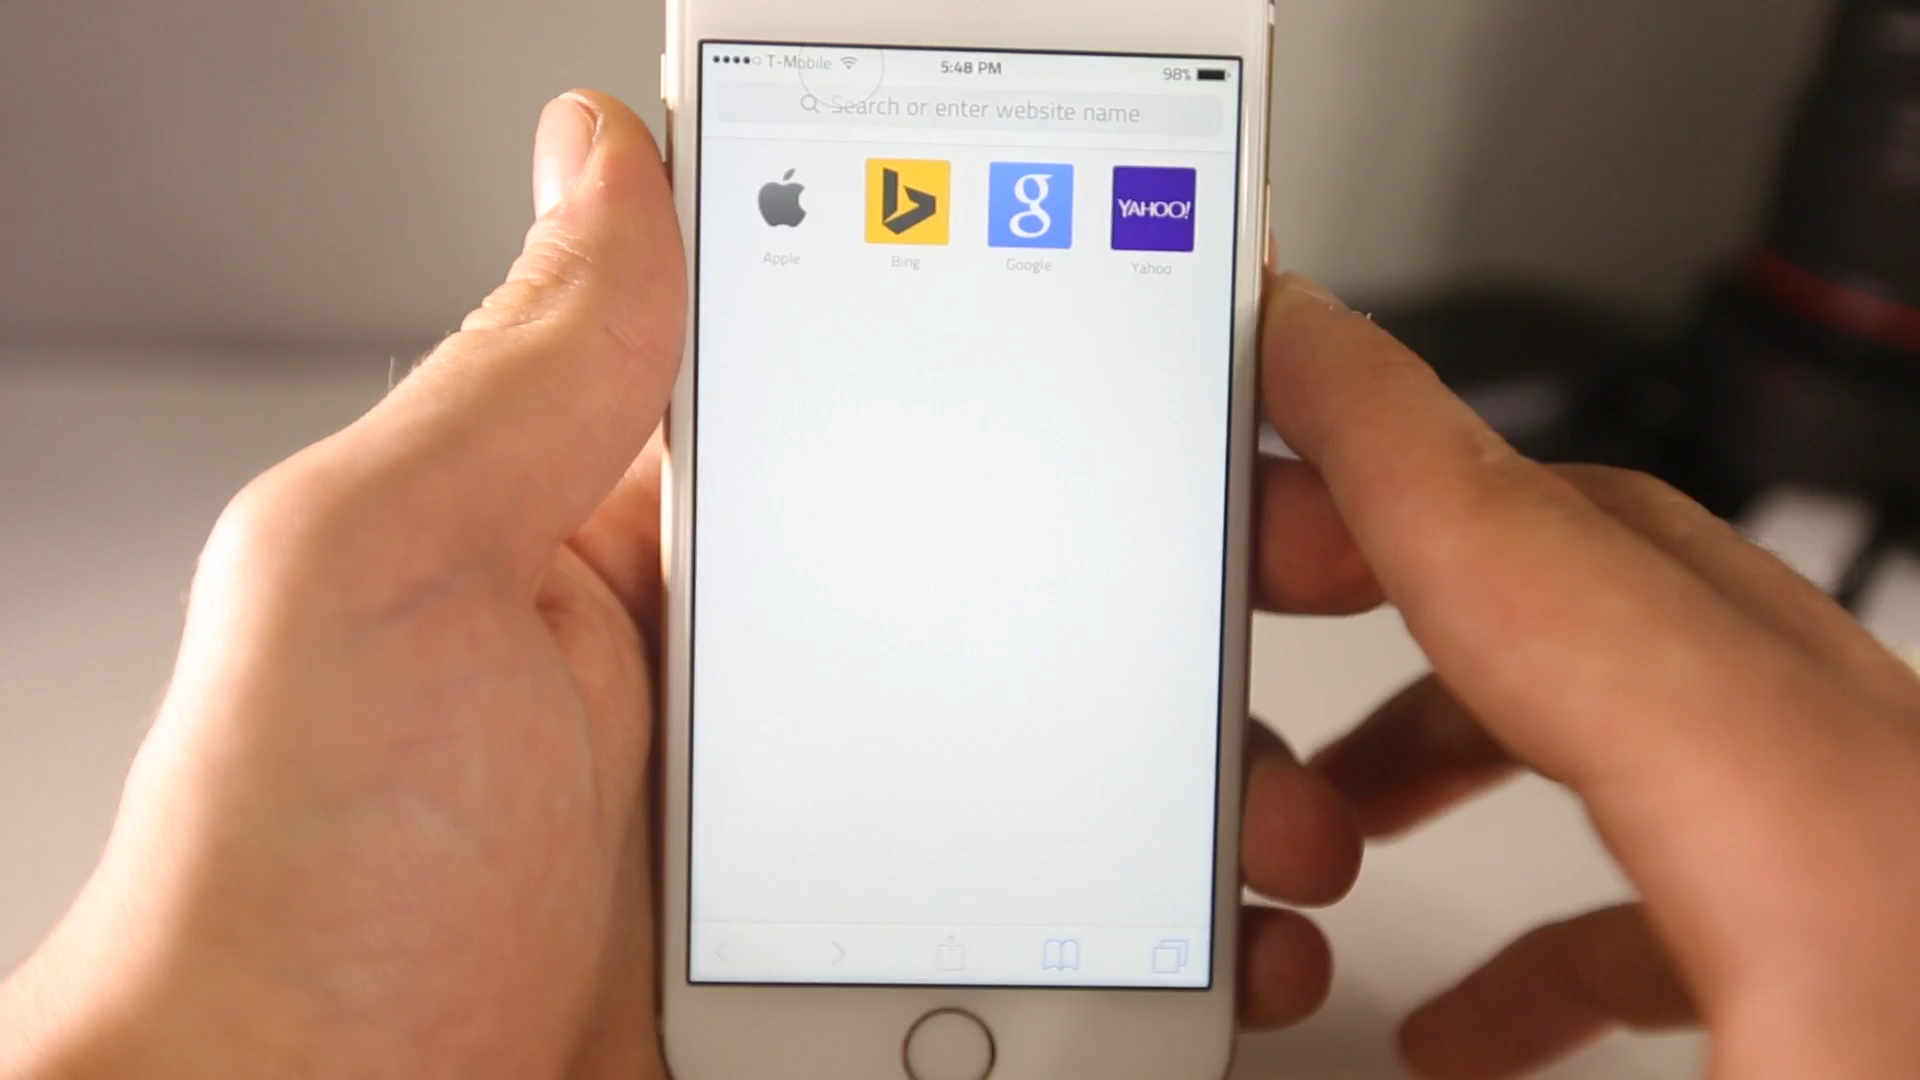 T-Mobile 5:48 PM 98%
Search or enter website name
YAHOO!
Apple Bing Google Yahoo